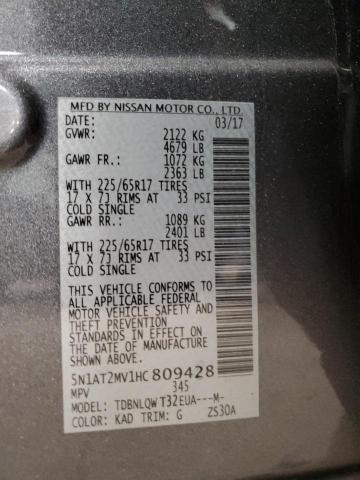 MFD BY NISSAN MOTOR CO., LTD.
DATE: 03/17
GVWR: 2122 KG
4679 LB
GAWR FR.: 1072 KG
2363 LB
WITH 225/65R17 TIRES
17 X 7J RIMS AT 33 PSI
COLD SINGLE
GAWR RR.: 1089 KG
2401 LB
WITH 225/65R17 TIRES
17 X 7J RIMS AT 33 PSI
COLD SINGLE
THIS VEHICLE CONFORMS TO
ALL APPLICABLE FEDERAL
MOTOR VEHICLE SAFETY
AND THEFT PREVENTION
STANDARDS IN EFFECT ON
THE DATE OF MANUFACTURE
SHOWN ABOVE.
5N1AT2MV1HC 809428
MPV 345
MODEL: TDBNLQW T32EUA---M-
COLOR: KAD TRIM: G ZS30A